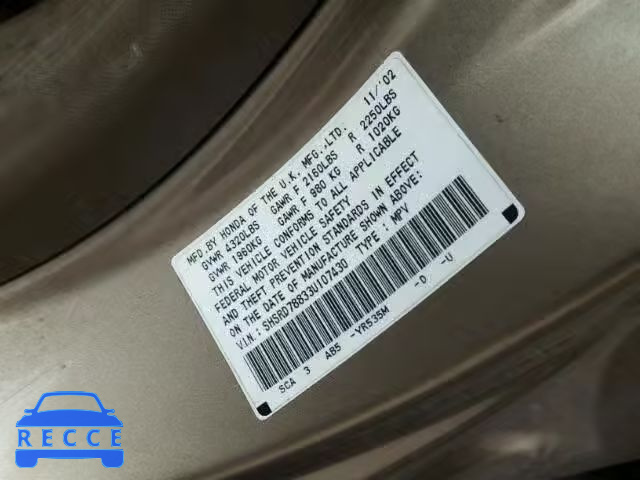 MFD. BY HONDA OF THE U.K. MFG.,LTD. 11/'02
GVWR 4320LBS GAWR F 2160LBS R 2250LBS
GVWR 1960KG GAWR F 980 KG R 1020KG
THIS VEHICLE CONFORMS TO ALL APPLICABLE
FEDERAL MOTOR VEHICLE SAFETY
AND THEFT PREVENTION STANDARDS IN EFFECT
ON THE DATE OF MANUFACTURE SHOWN ABOVE:
V.I.N.: SHSRD78833U107430 TYPE : MPV
SCA 3 AB5 -YR535M -D -U
RECCE